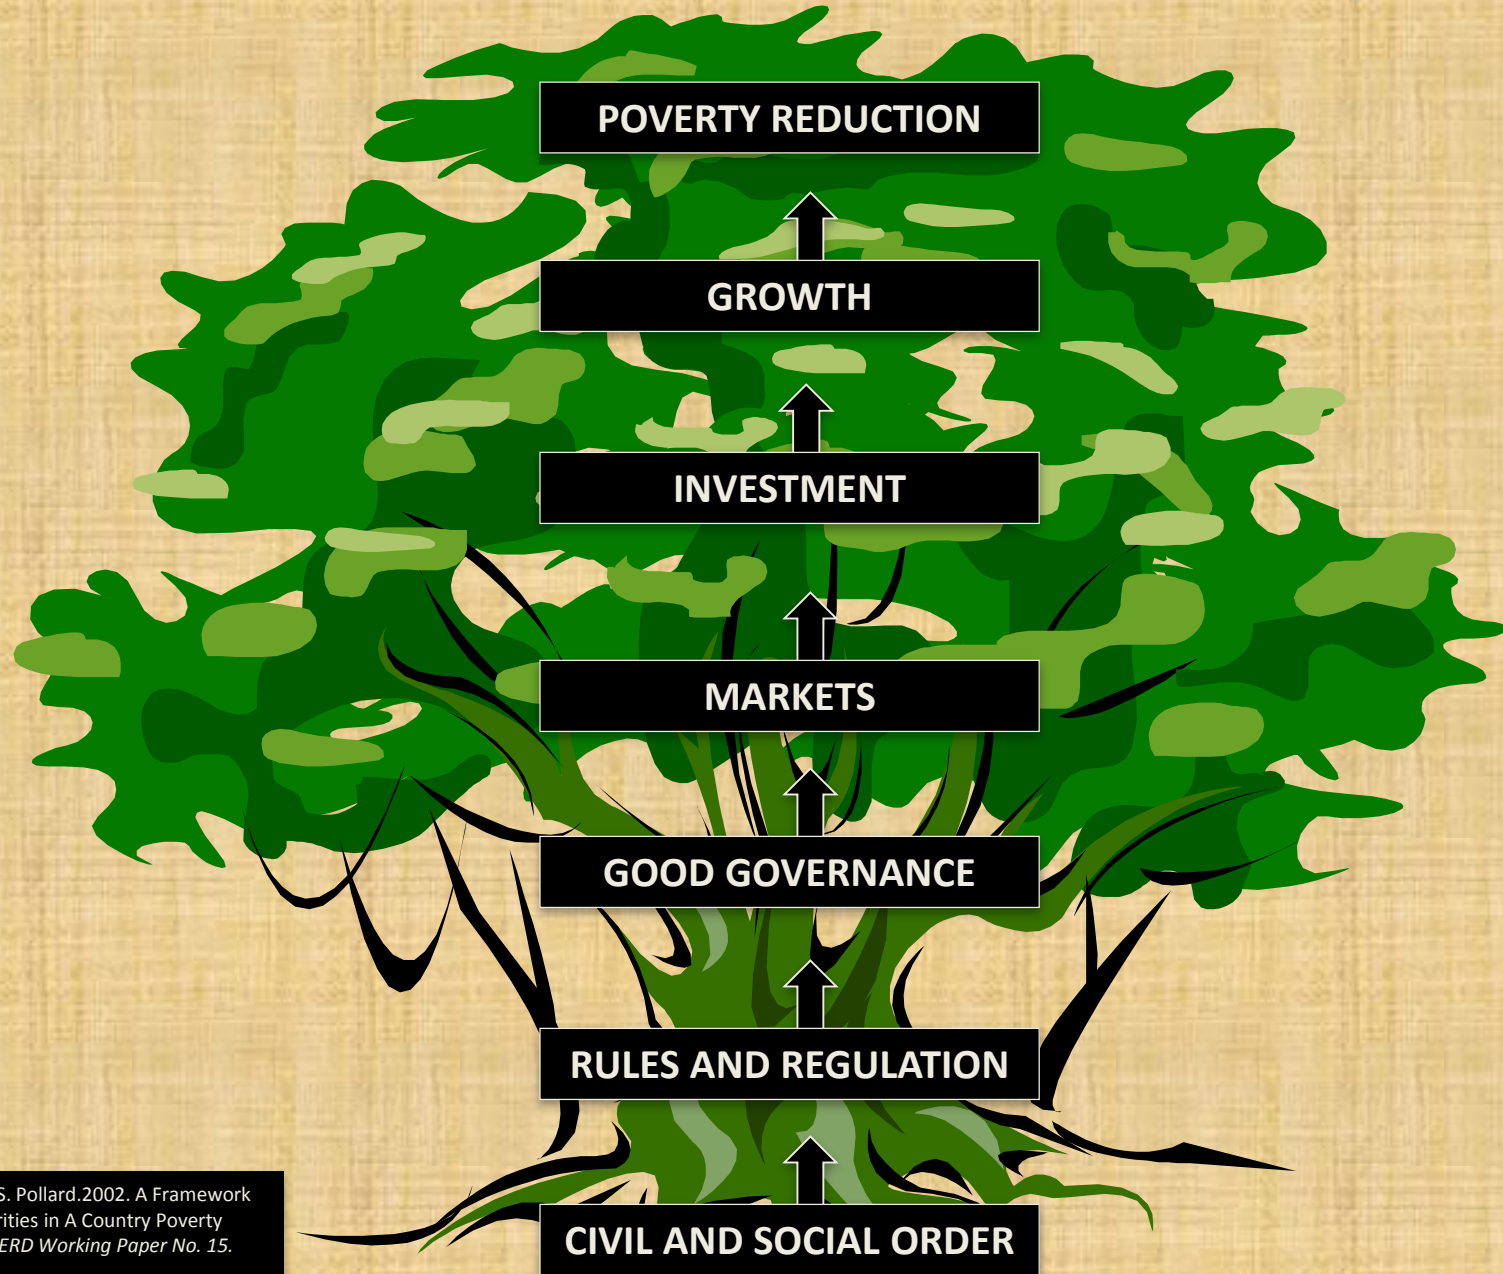 POVERTY REDUCTION
GROWTH
INVESTMENT
MARKETS
GOOD GOVERNANCE
RULES AND REGULATION
CIVIL AND SOCIAL ORDER
S. Pollard.2002. A Framework
in A Country Poverty
ERD Working Paper No. 15.